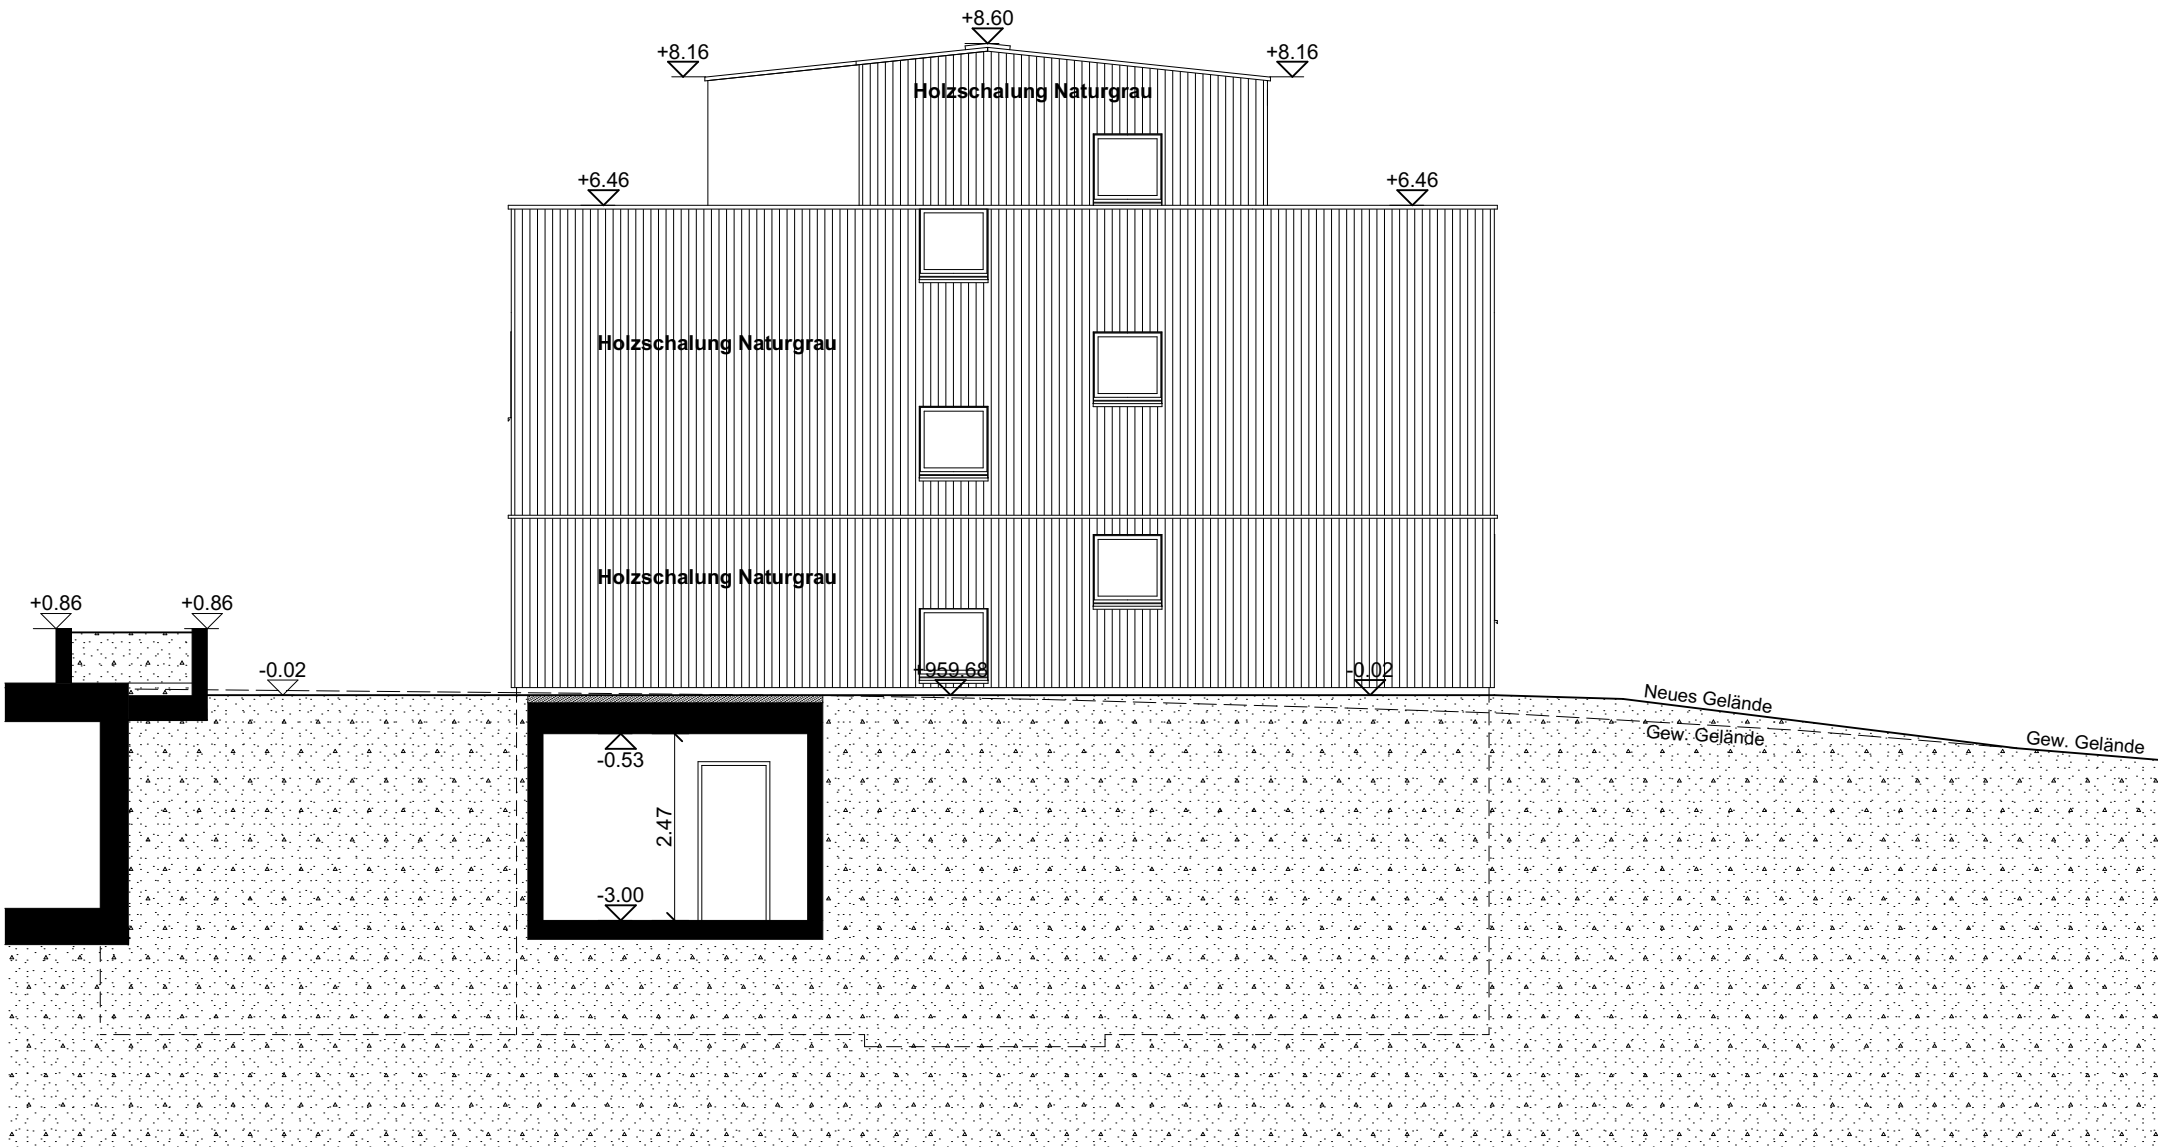 +8.60
+8.16
+8.16
Holzschalung Naturgrau
+6.46
+6.46
Holzschalung Naturgrau
Holzschalung Naturgrau
+0.86
+0.86
-0.02
+959.68
-0.02
Neues Gelände
Gew. Gelände
Gew. Gelände
-0.53
2.47
-3.00